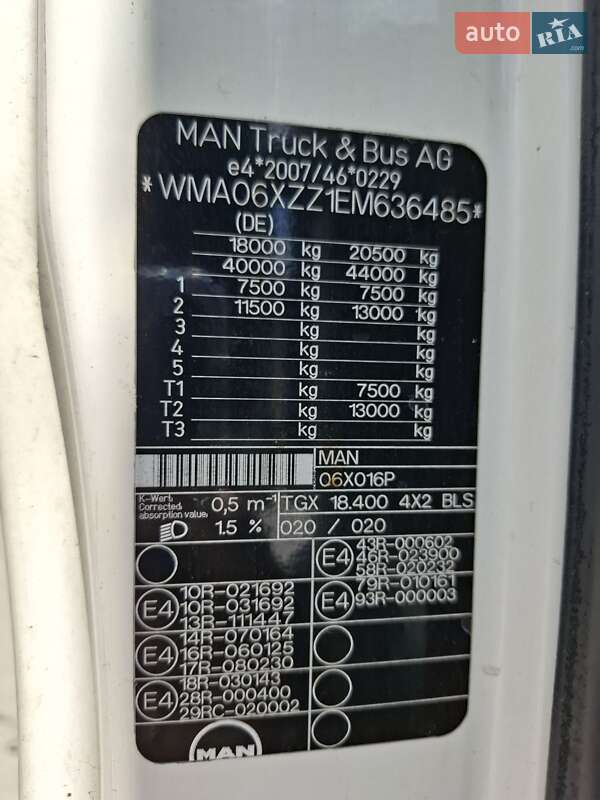 auto RIA.com
MAN Truck & Bus AG
e4*2007/46*0229
*WMA06XZZ1EM636485*
(DE)
18000 kg 20500 kg
40000 kg 44000 kg
1 7500 kg 7500 kg
2 11500 kg 13000 kg
3 kg kg
4 kg kg
5 kg kg
T1 kg 7500 kg
T2 kg 13000 kg
T3 kg kg
MAN
06X016P
K-Wert
Corrected
absorption value: 0,5 m⁻¹ TGX 18.400 4X2 BLS
1.5 % 020 / 020
E4 43R-000602
46R-023900
58R-020232
E4 79R-010161
93R-000003
E4 10R-021692
10R-031692
13R-111447
E4 14R-070164
16R-060125
17R-080230
E4 18R-030143
28R-000400
29RC-020002
MAN